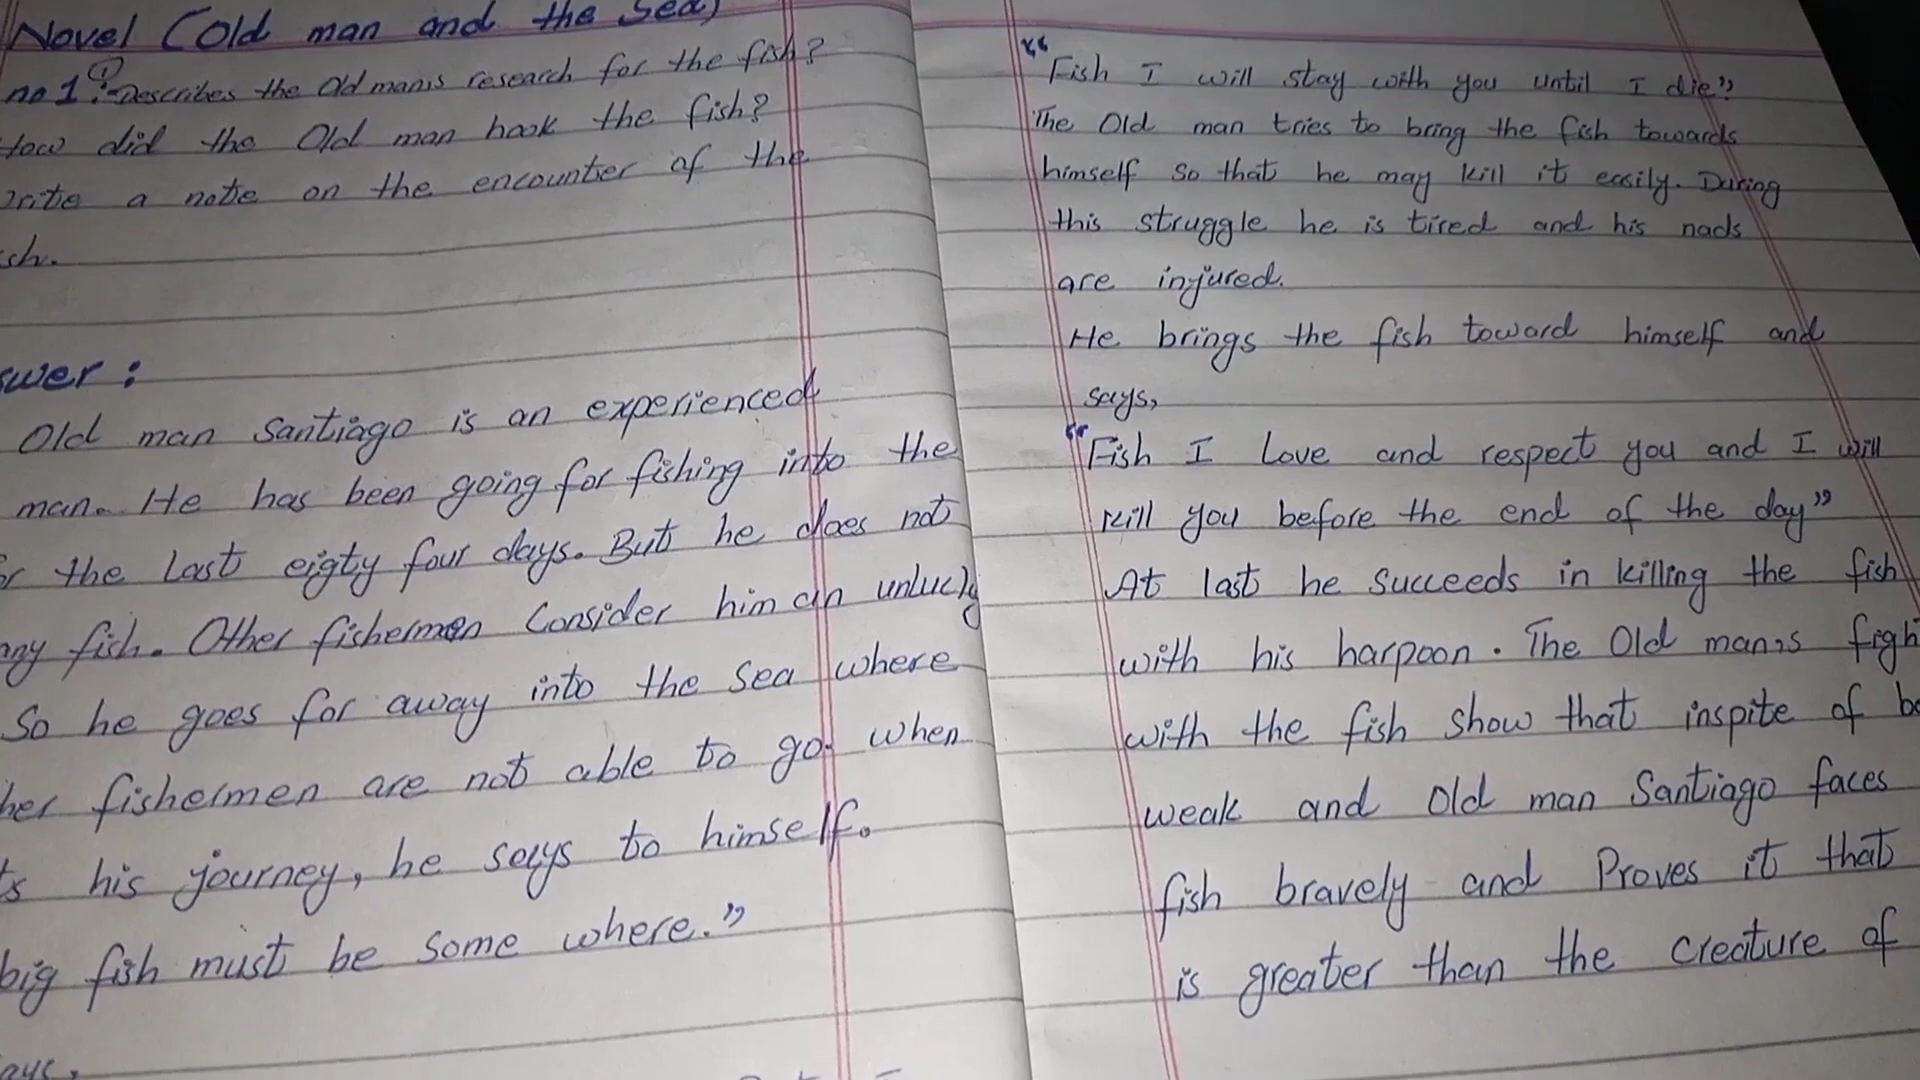 Novel (Old man and the Sea)
no 1: Describes the Old man,s research for the fish?
How did the Old man hook the fish?
write a note on the encounter of the
sh.
swer :
Old man Santiago is an experienced
man. He has been going for fishing into the
the last eigty four days. But he does not
any fish. Other fishermen Consider him an unlucky
So he goes for away into the sea where
her fishermen are not able to go. when
ts his journey, he says to himself.
big fish must be some where."
"Fish I will stay with you until I die"
The Old man tries to bring the fish towards
himself so that he may kill it easily. During
this struggle he is tired and his nads
are injured.
He brings the fish toward himself and
says,
"Fish I Love and respect you and I will
kill you before the end of the day"
At last he succeeds in killing the fish
with his harpoon. The Old man,s figh
with the fish show that inspite of be
weak and old man Santiago faces
fish bravely and Proves it that
is greater than the creature of